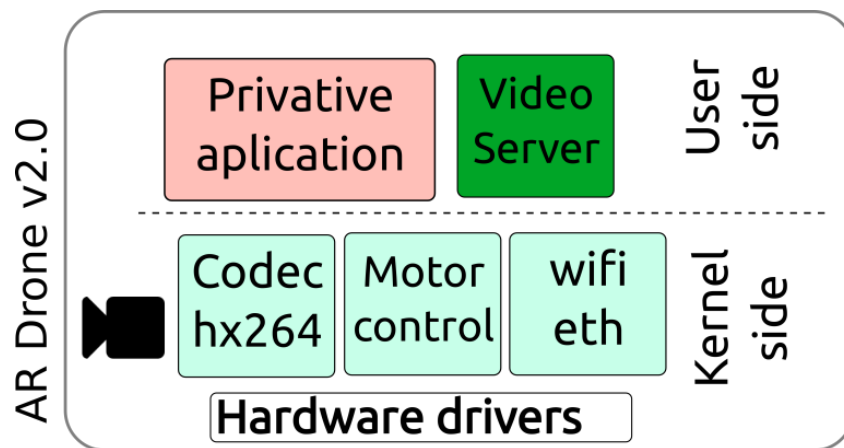 AR Drone v2.0
Privative
aplication
Video
Server
User
side
Codec
hx264
Motor
control
wifi
eth
Kernel
side
Hardware drivers